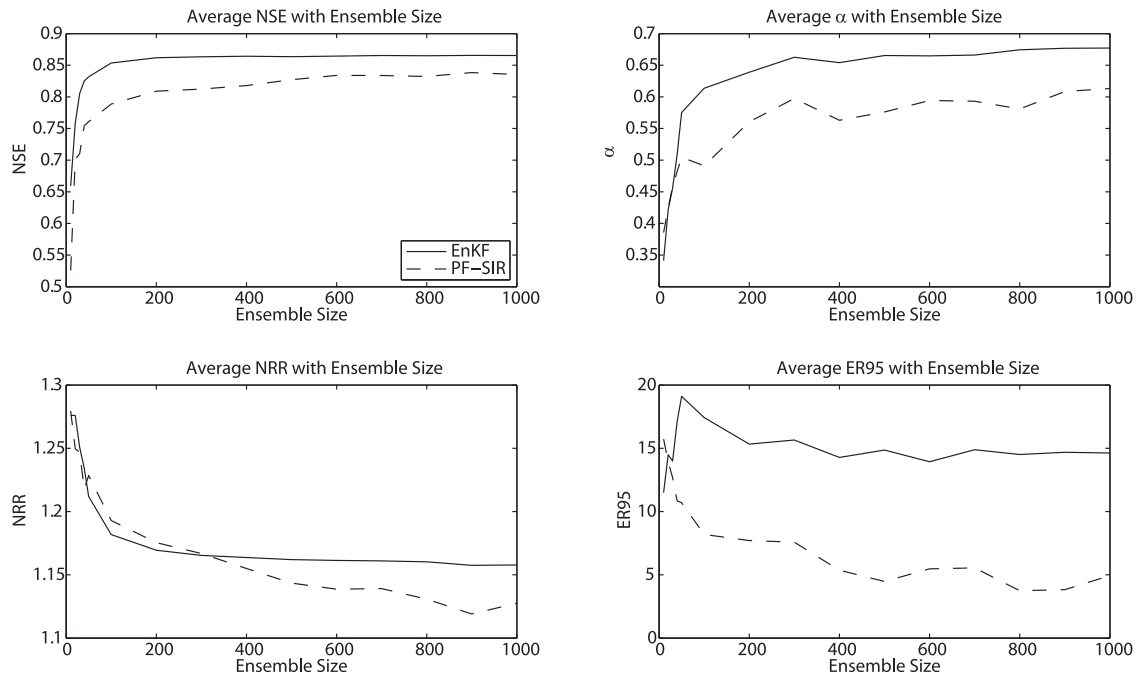 Average NSE with Ensemble Size
0.9
0.85
0.8
0.75
0.7
0.65
0.6
0.55
0.5
NSE
EnKF
PF−SIR
0 200 400 600 800 1000
Ensemble Size
Average α with Ensemble Size
0.7
0.65
0.6
0.55
0.5
0.45
0.4
0.35
α
0 200 400 600 800 1000
Ensemble Size
Average NRR with Ensemble Size
1.3
1.25
1.2
1.15
1.1
NRR
0 200 400 600 800 1000
Ensemble Size
Average ER95 with Ensemble Size
20
15
10
5
0
ER95
0 200 400 600 800 1000
Ensemble Size